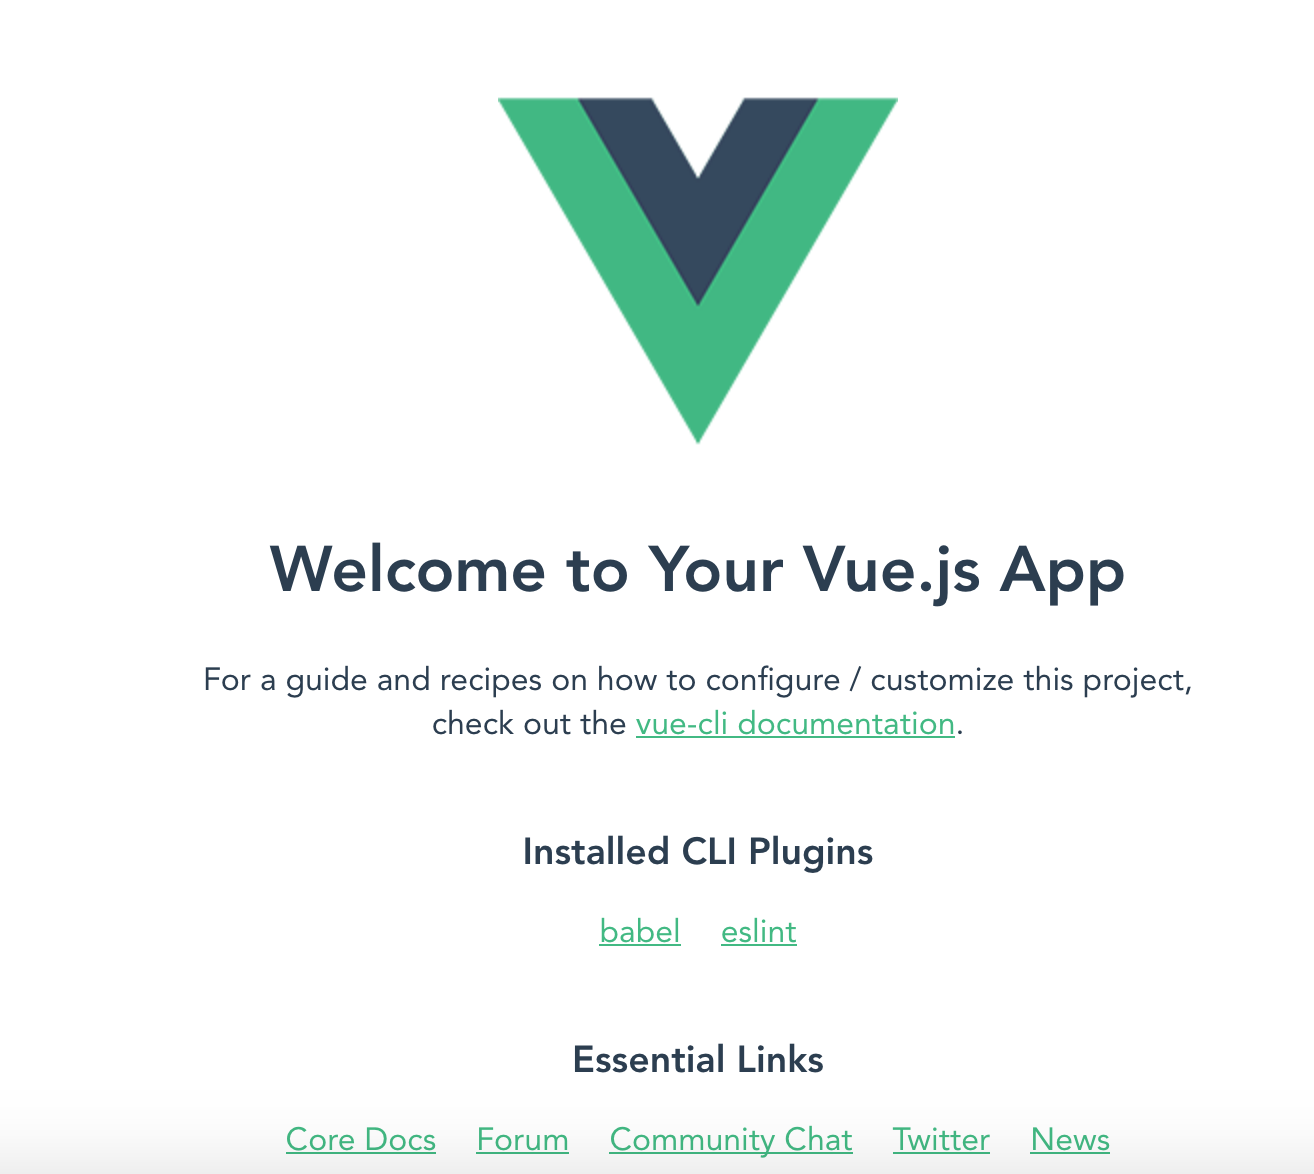 Welcome to Your Vue.js App
For a guide and recipes on how to configure / customize this project,
check out the vue-cli documentation.
Installed CLI Plugins
babel eslint
Essential Links
Core Docs Forum Community Chat Twitter News